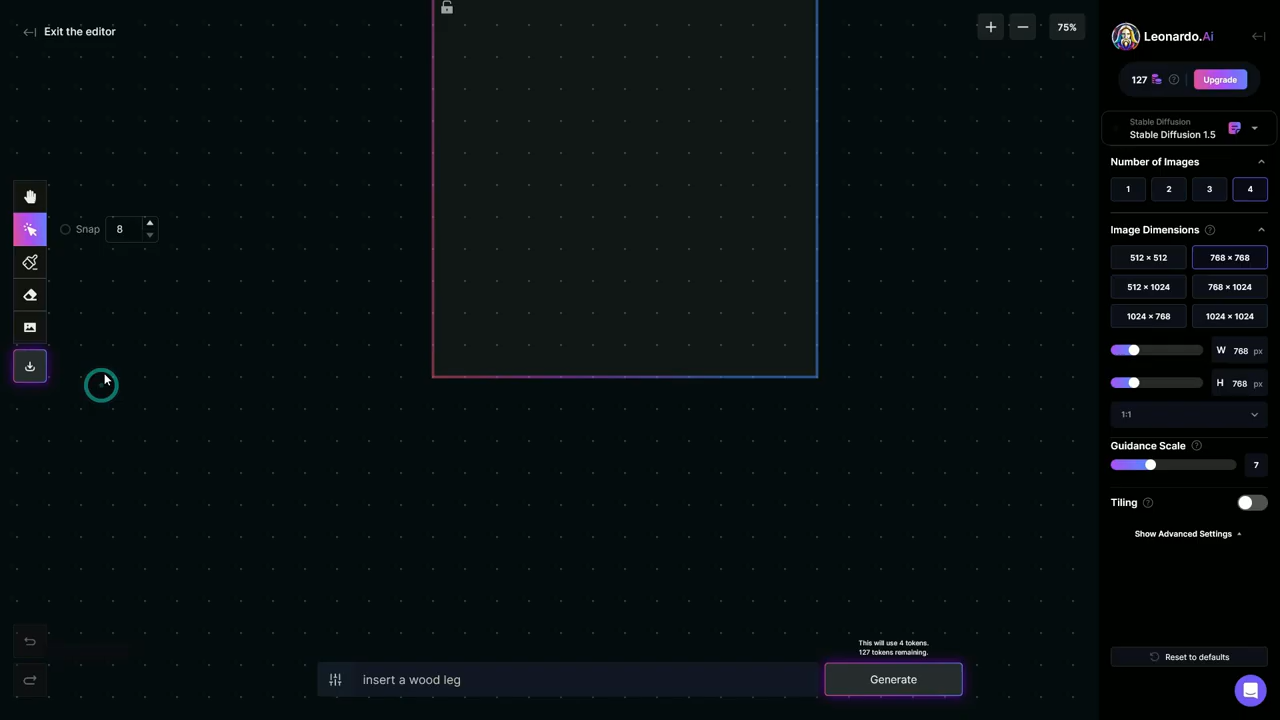 Exit the editor
75%
Snap
8
insert a wood leg
This will use 4 tokens.
127 tokens remaining.
Generate
Leonardo.Ai
127
Upgrade
Stable Diffusion
Stable Diffusion 1.5
Number of Images
1
2
3
4
Image Dimensions
512 × 512
768 × 768
512 × 1024
768 × 1024
1024 × 768
1024 × 1024
W 768 px
H 768 px
1:1
Guidance Scale
7
Tiling
Show Advanced Settings
Reset to defaults